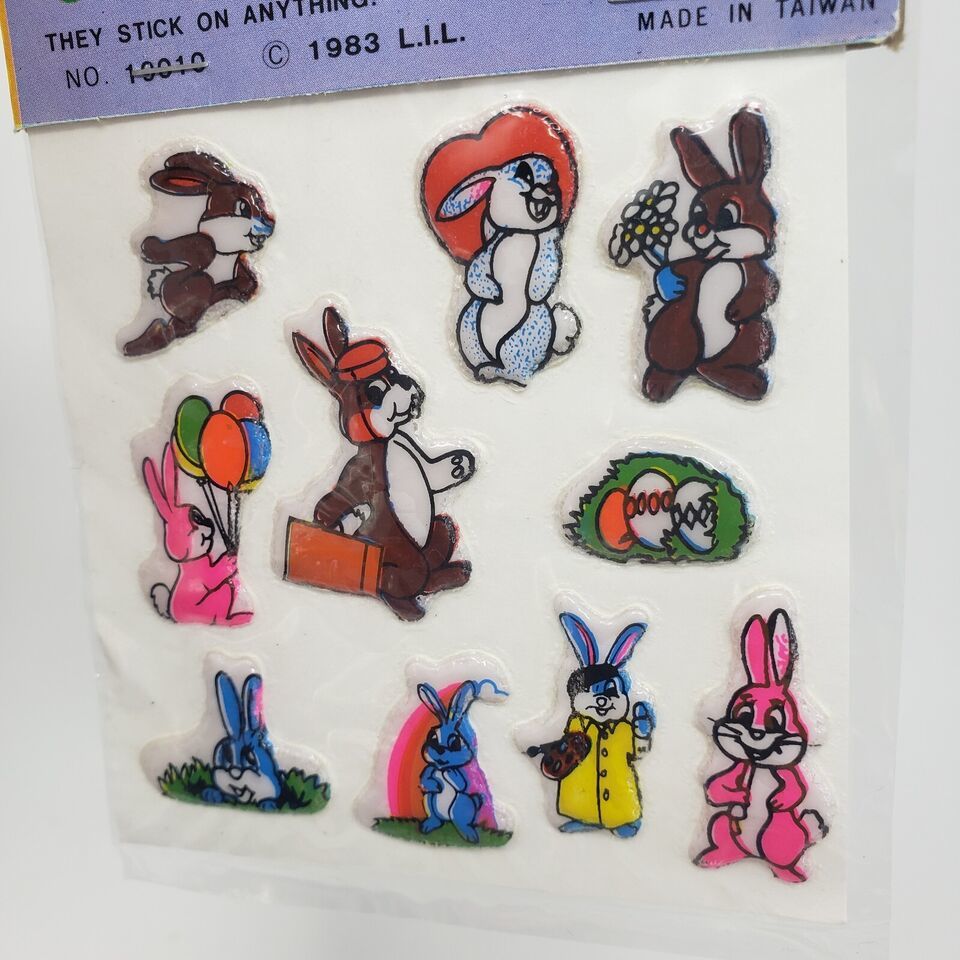 THEY STICK ON ANYTHING.
MADE IN TAIWAN
NO. 10010 © 1983 L.I.L.